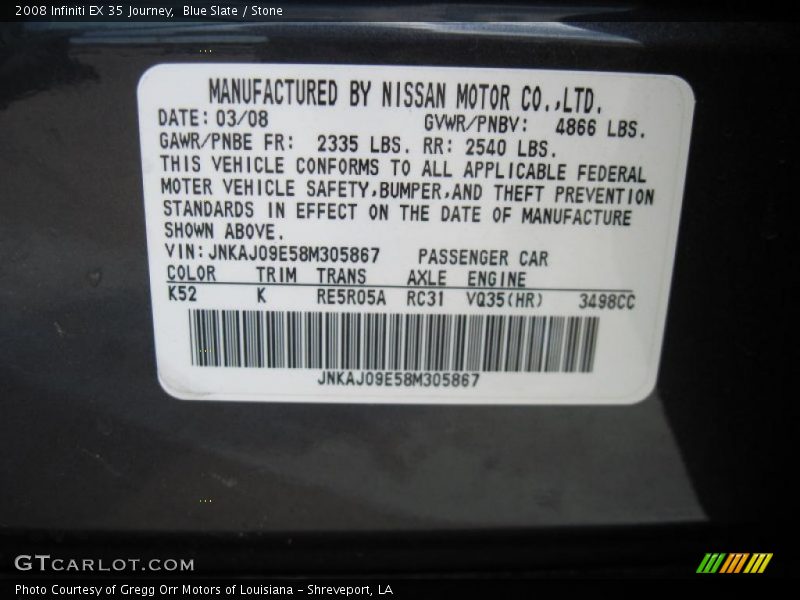 2008 Infiniti EX 35 Journey,  Blue Slate / Stone
MANUFACTURED BY NISSAN MOTOR CO.,LTD.
DATE: 03/08 GVWR/PNBV: 4866 LBS.
GAWR/PNBE FR: 2335 LBS. RR: 2540 LBS.
THIS VEHICLE CONFORMS TO ALL APPLICABLE FEDERAL
MOTER VEHICLE SAFETY,BUMPER,AND THEFT PREVENTION
STANDARDS IN EFFECT ON THE DATE OF MANUFACTURE
SHOWN ABOVE.
VIN: JNKAJ09E58M305867 PASSENGER CAR
COLOR TRIM TRANS AXLE ENGINE
K52 K RE5R05A RC31 VQ35(HR) 3498CC
JNKAJ09E58M305867
GTCARLOT.COM
Photo Courtesy of Gregg Orr Motors of Louisiana - Shreveport, LA